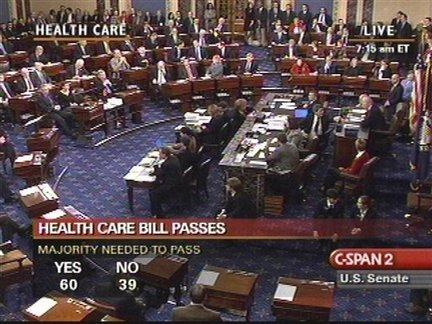 HEALTH CARE
LIVE
7:15 am ET
HEALTH CARE BILL PASSES
MAJORITY NEEDED TO PASS
YES NO
60 39
C-SPAN 2
U.S. Senate